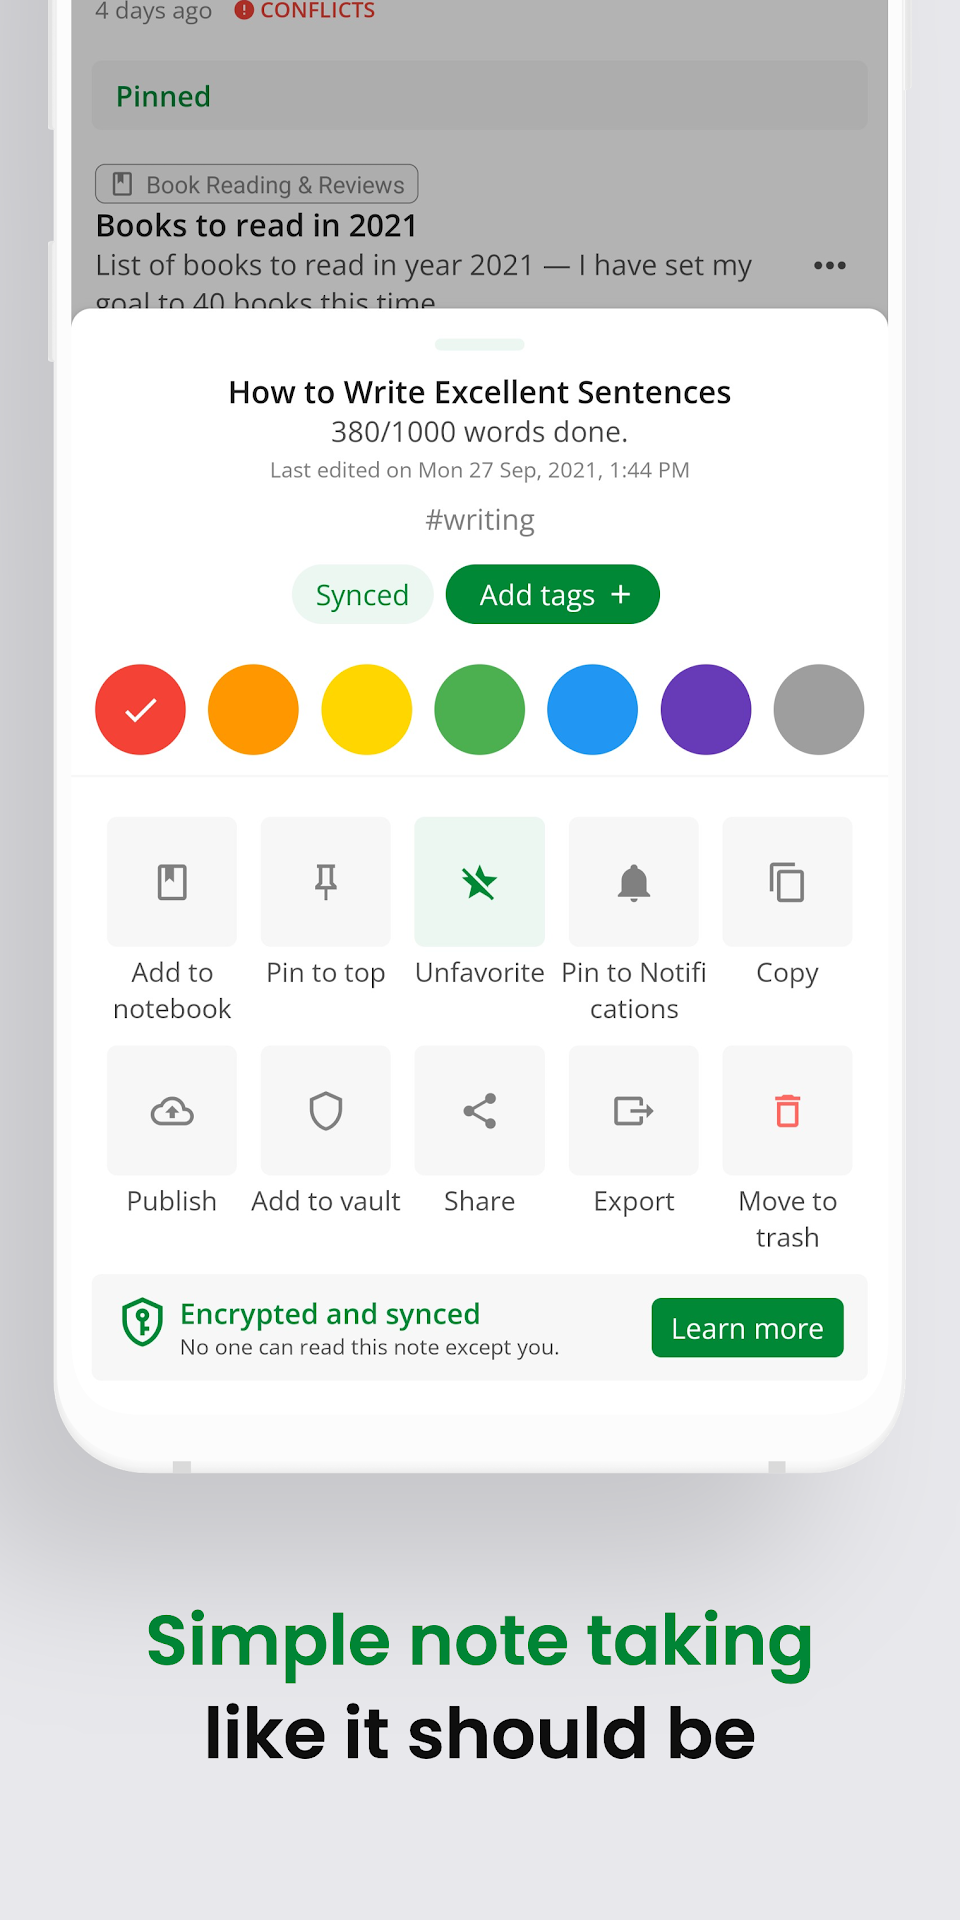 4 days ago CONFLICTS
Pinned
Book Reading & Reviews
Books to read in 2021
List of books to read in year 2021 — I have set my
goal to 40 books this time
How to Write Excellent Sentences
380/1000 words done.
Last edited on Mon 27 Sep, 2021, 1:44 PM
#writing
Synced Add tags +
Add to
notebook
Pin to top
Unfavorite
Pin to Notifi
cations
Copy
Publish
Add to vault
Share
Export
Move to
trash
Encrypted and synced
No one can read this note except you.
Learn more
Simple note taking
like it should be